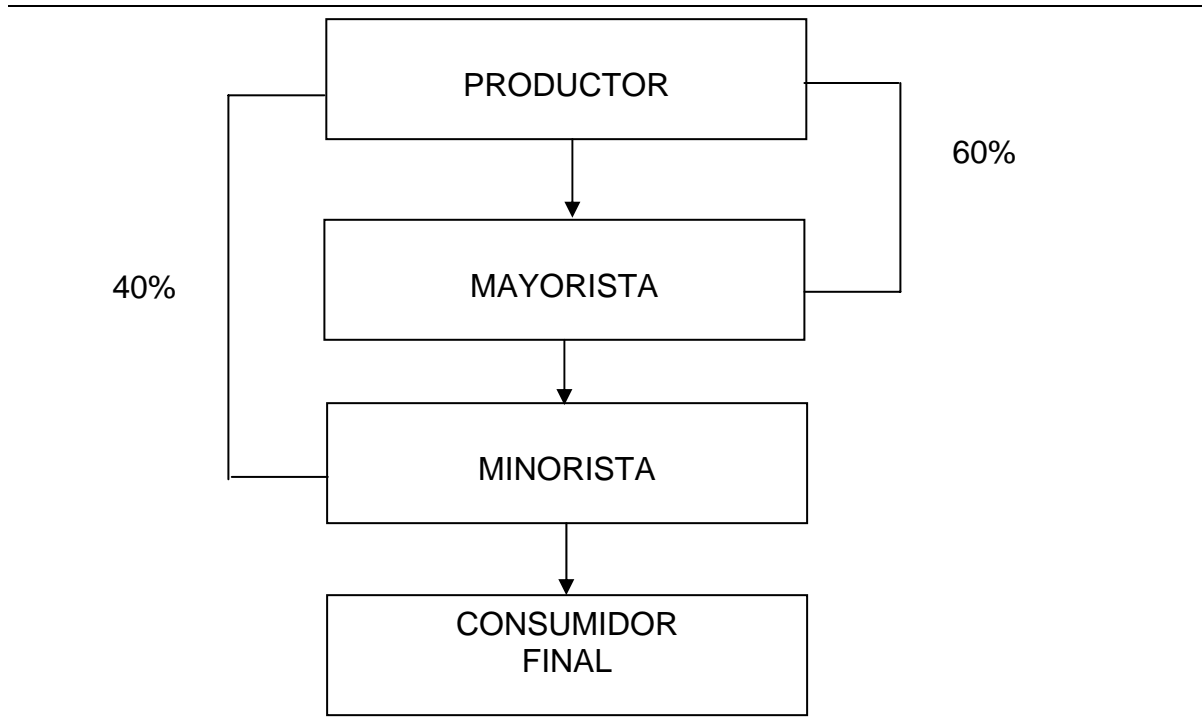 PRODUCTOR
60%
MAYORISTA
40%
MINORISTA
CONSUMIDOR
FINAL